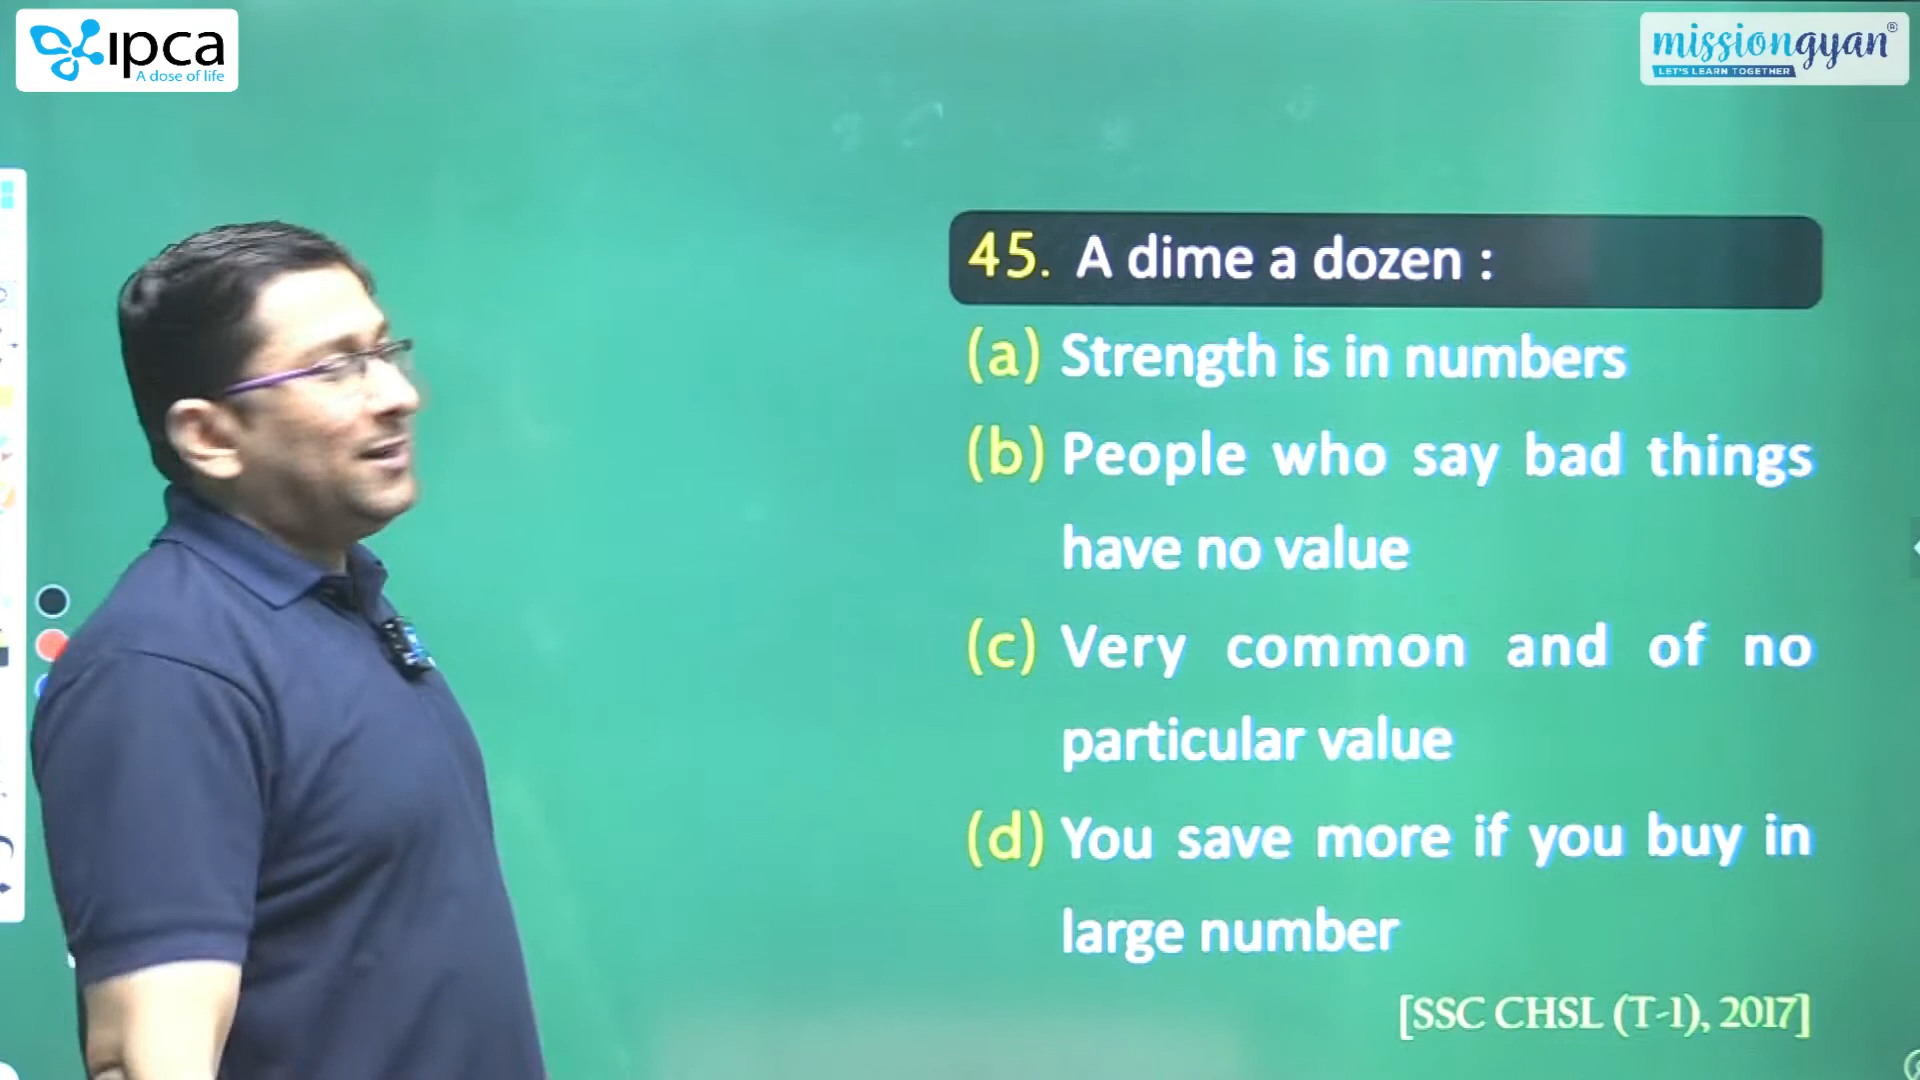 ipca
A dose of life
missiongyan®
LET'S LEARN TOGETHER
45. A dime a dozen :
(a) Strength is in numbers
(b) People who say bad things
have no value
(c) Very common and of no
particular value
(d) You save more if you buy in
large number
[SSC CHSL (T-1), 2017]